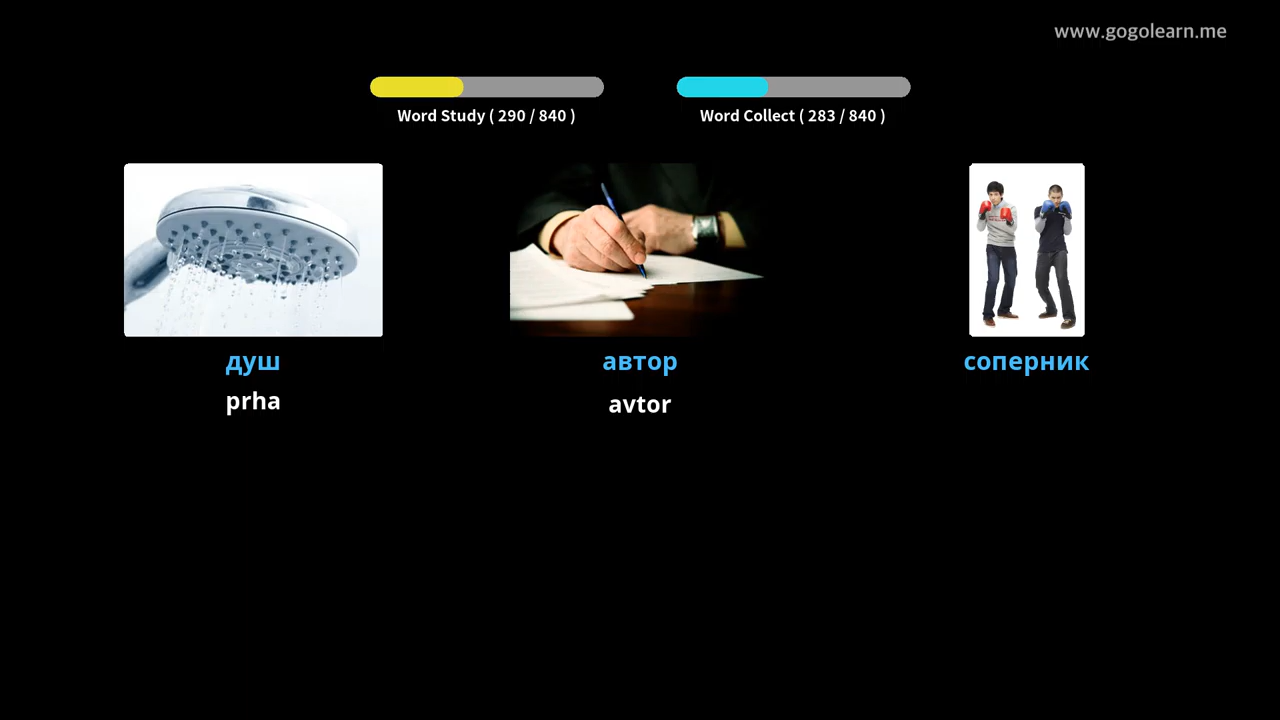 www.gogolearn.me
Word Study ( 290 / 840 )
Word Collect ( 283 / 840 )
душ
автор
соперник
prha
avtor